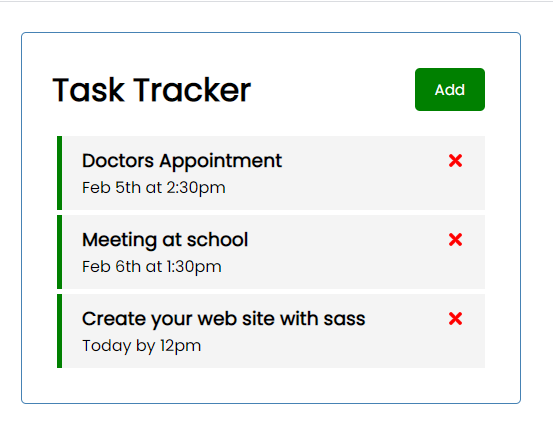 Task Tracker
Add
Doctors Appointment
Feb 5th at 2:30pm
Meeting at school
Feb 6th at 1:30pm
Create your web site with sass
Today by 12pm